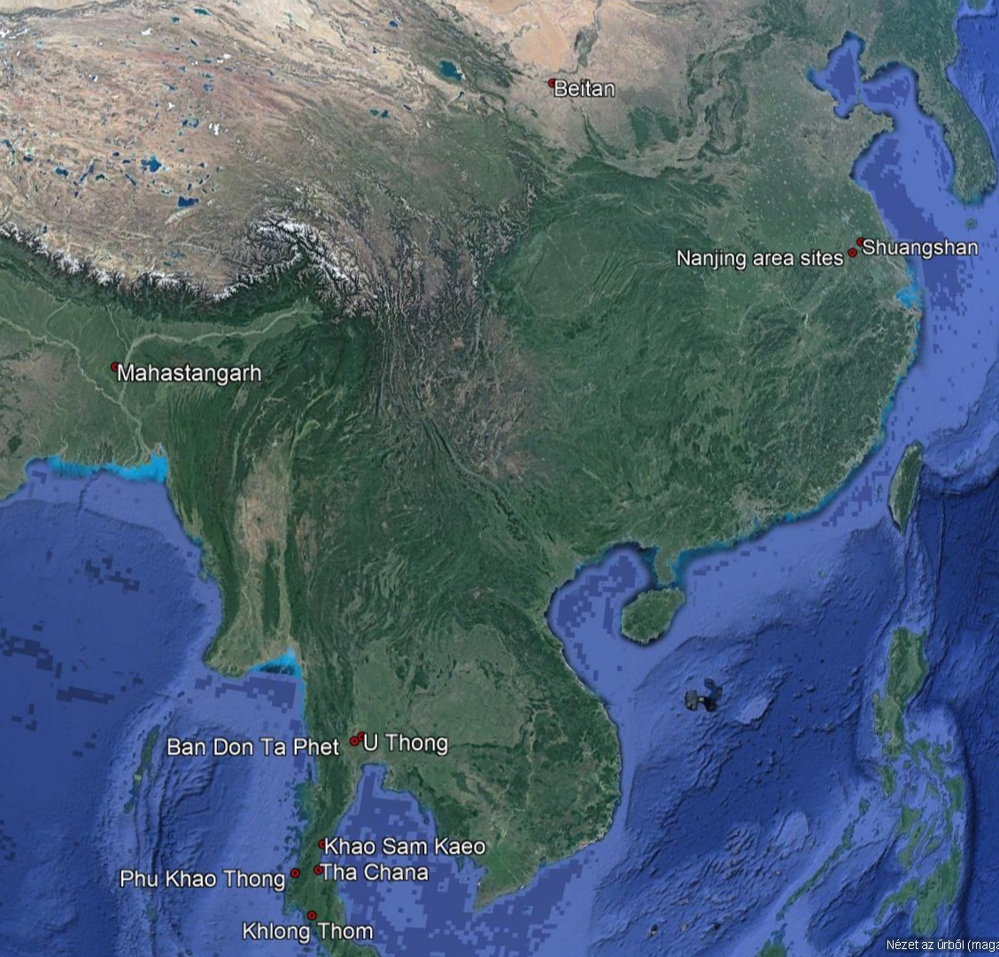 Beitan
Shuangshan
Nanjing area sites
Mahastangarh
Ban Don Ta Phet
U Thong
Khao Sam Kaeo
Tha Chana
Phu Khao Thong
Khlong Thom
Nézet az űrből (maga